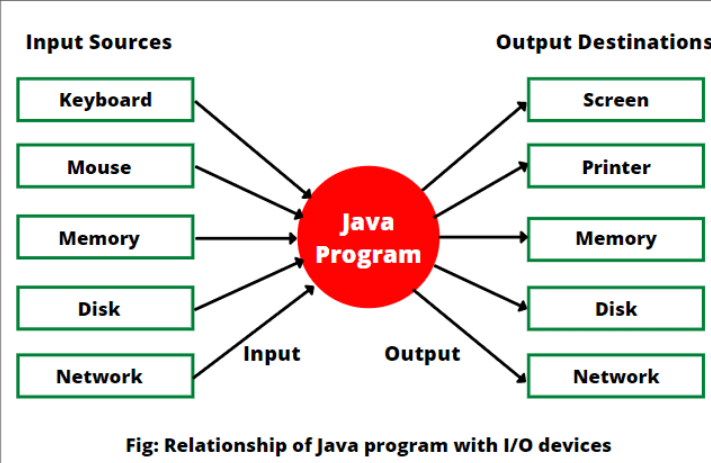 Input Sources
Output Destinations
Keyboard
Screen
Mouse
Printer
Java
Program
Memory
Memory
Disk
Disk
Input
Output
Network
Network
Fig: Relationship of Java program with I/O devices